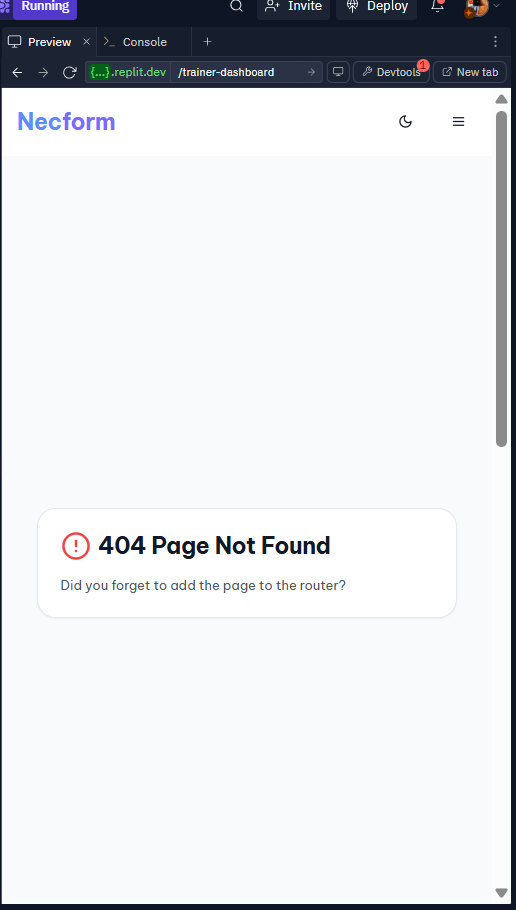 Running
Invite
Deploy
Preview
>_ Console
{...}.replit.dev
/trainer-dashboard
Devtools
1
New tab
Necform
404 Page Not Found
Did you forget to add the page to the router?